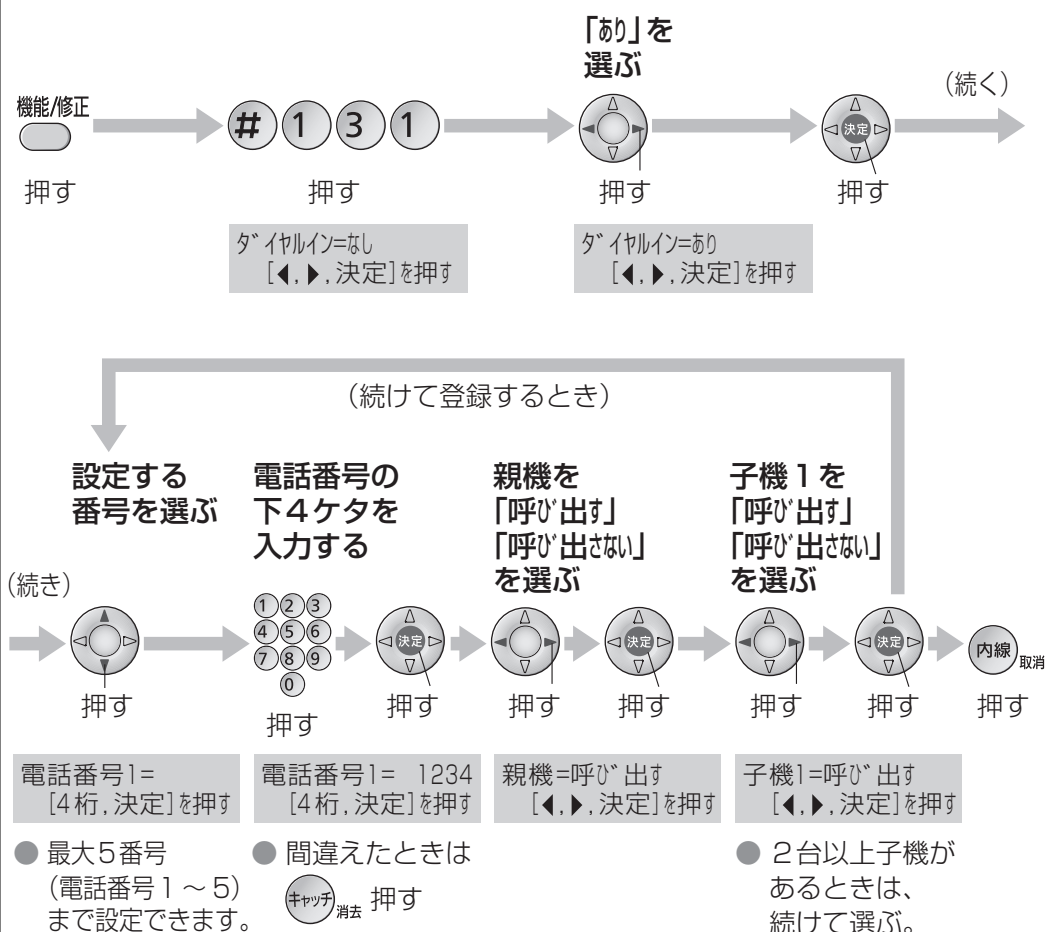 「あり」を
選ぶ
(続く)
機能/修正
# 1 3 1
決定
押す
押す
押す
押す
ダイヤルイン=なし
[◀,▶,決定]を押す
ダイヤルイン=あり
[◀,▶,決定]を押す
(続けて登録するとき)
設定する
番号を選ぶ
電話番号の
下4ケタを
入力する
親機を
「呼び出す」
「呼び出さない」
を選ぶ
子機1を
「呼び出す」
「呼び出さない」
を選ぶ
(続き)
1 2 3
4 5 6
7 8 9
0
決定
決定
決定
内線 取消
押す
押す
押す
押す
押す
押す
押す
電話番号1=
[4桁,決定]を押す
電話番号1= 1234
[4桁,決定]を押す
親機=呼び出す
[◀,▶,決定]を押す
子機1=呼び出す
[◀,▶,決定]を押す
● 最大5番号
(電話番号1～5)
まで設定できます。
● 間違えたときは
キャッチ 消去 押す
● 2台以上子機が
あるときは、
続けて選ぶ。